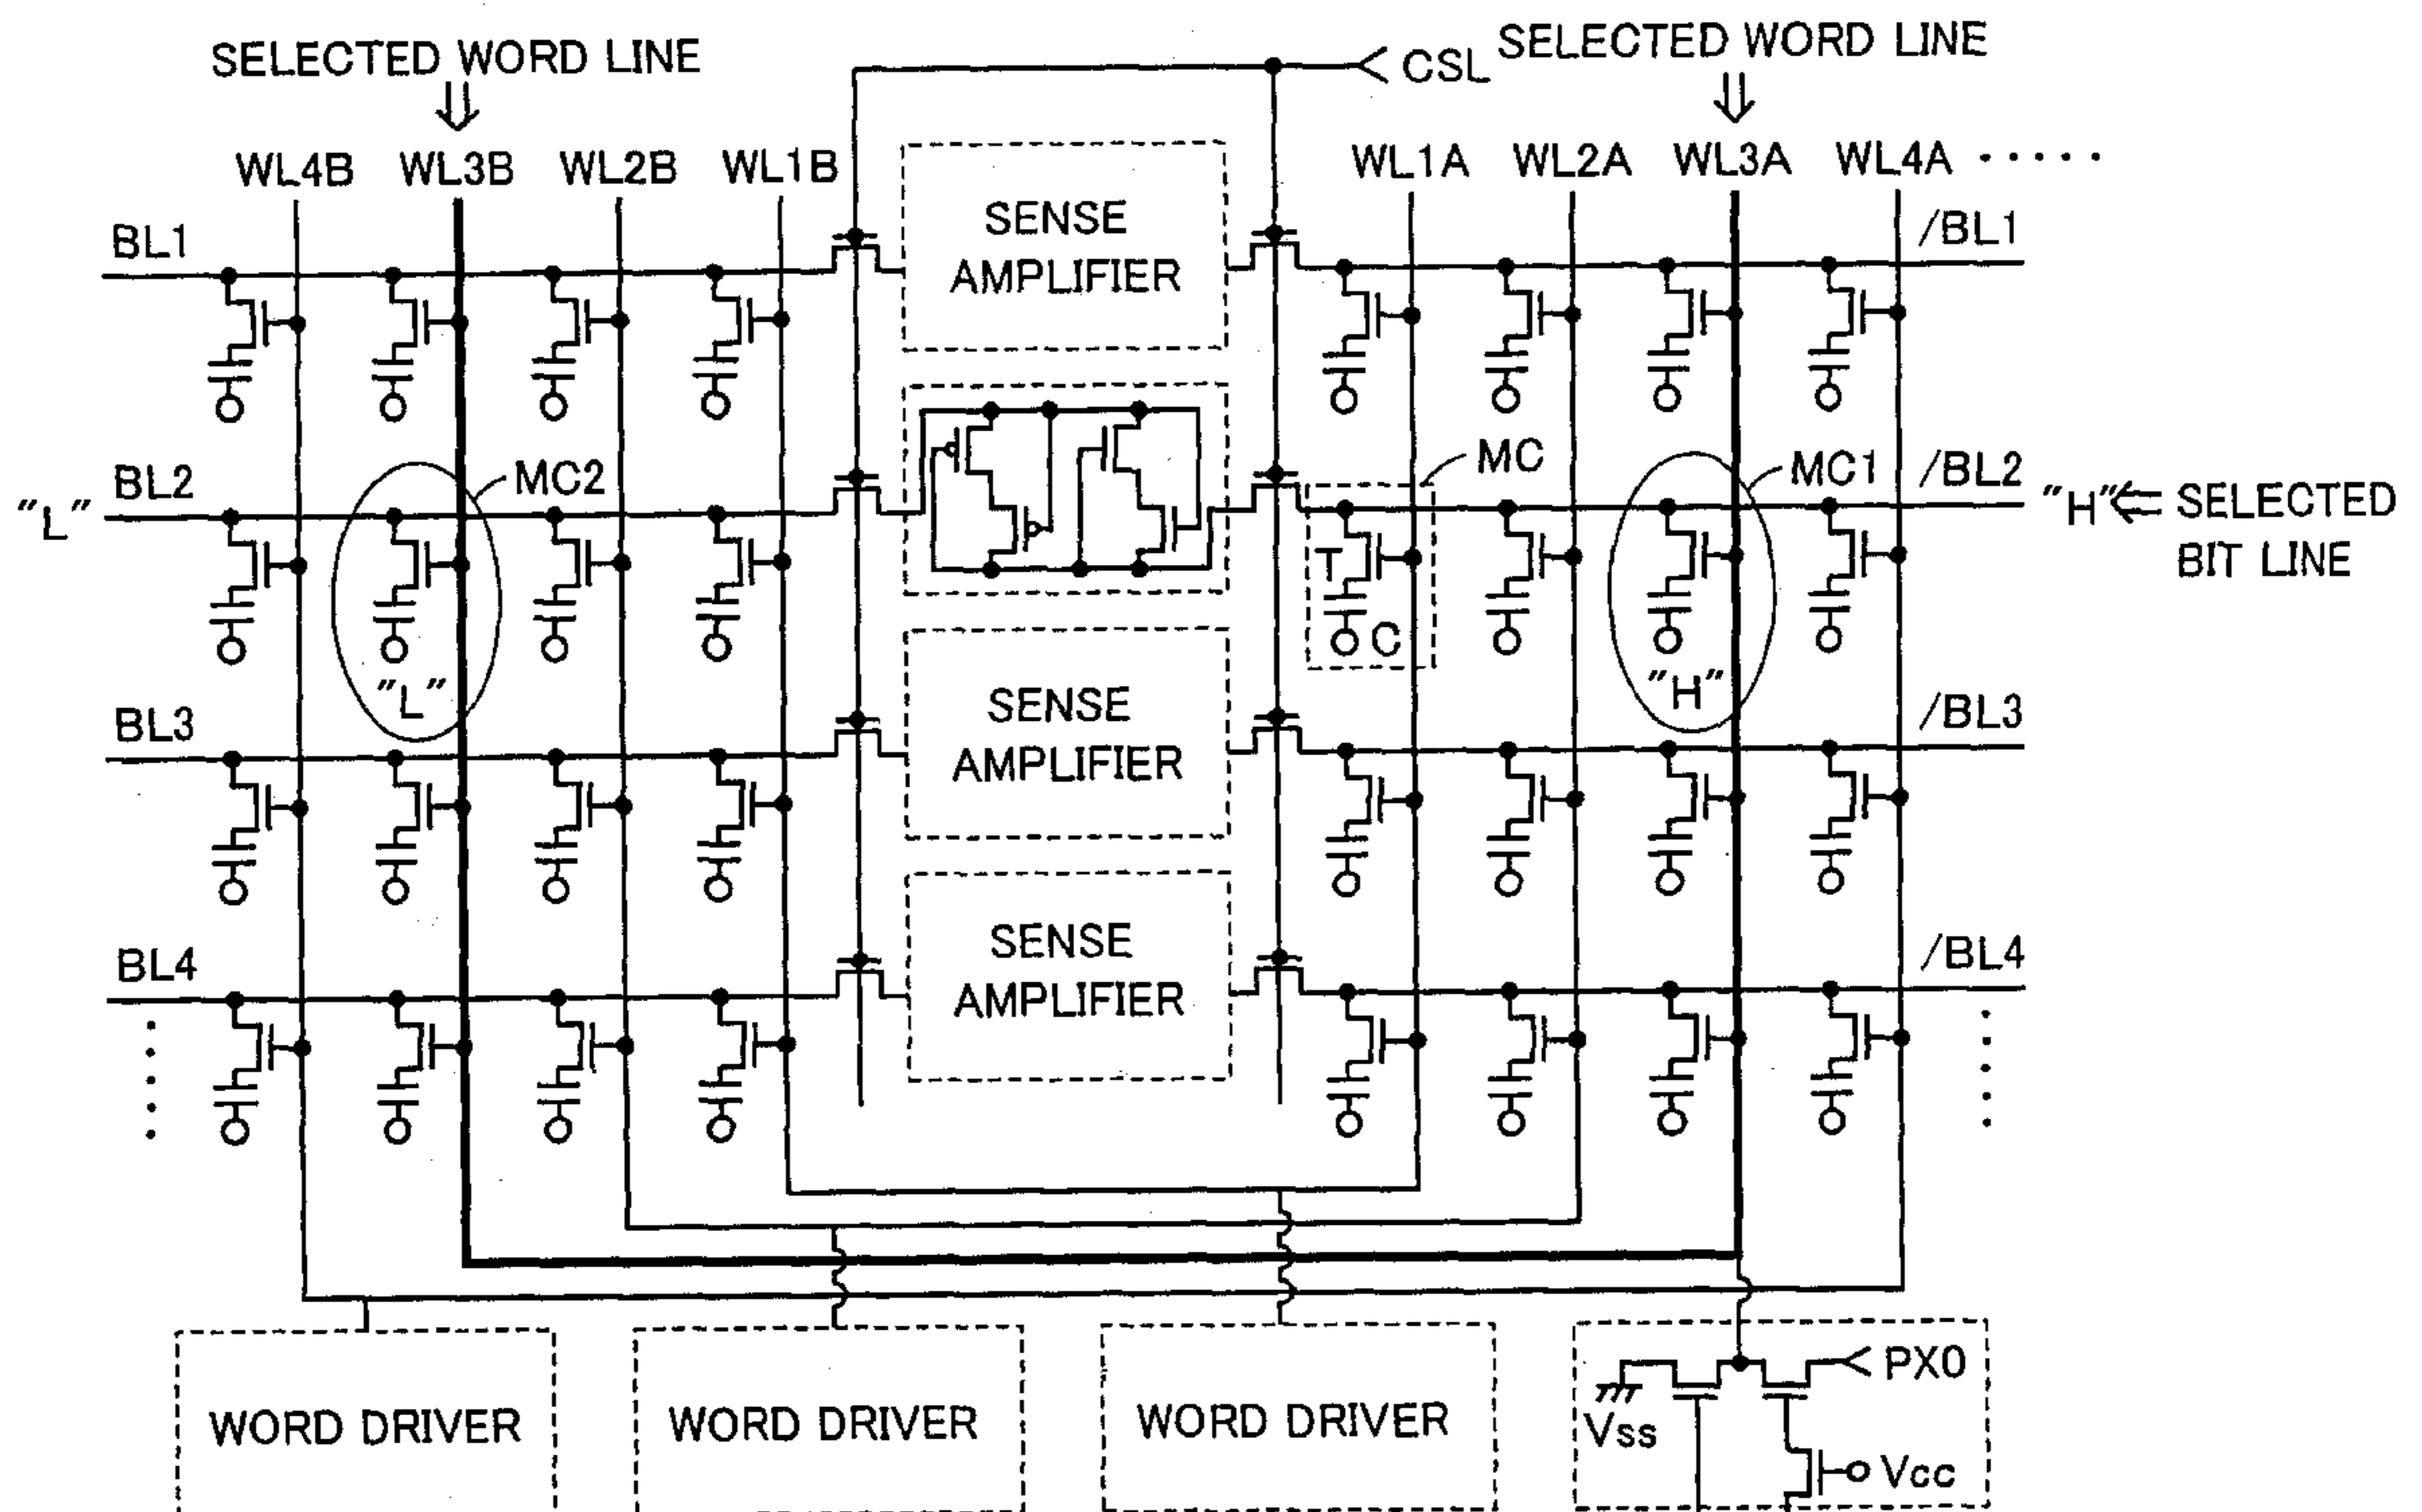 SELECTED WORD LINE
CSL
SELECTED WORD LINE
WL4B WL3B WL2B WL1B
WL1A WL2A WL3A WL4A ·····
BL1
SENSE
AMPLIFIER
/BL1
"L" BL2
MC2
MC
MC1
/BL2
"H" ⇐ SELECTED
BIT LINE
T
C
"L"
"H"
BL3
SENSE
AMPLIFIER
/BL3
BL4
SENSE
AMPLIFIER
/BL4
WORD DRIVER
WORD DRIVER
WORD DRIVER
PX0
Vss
Vcc